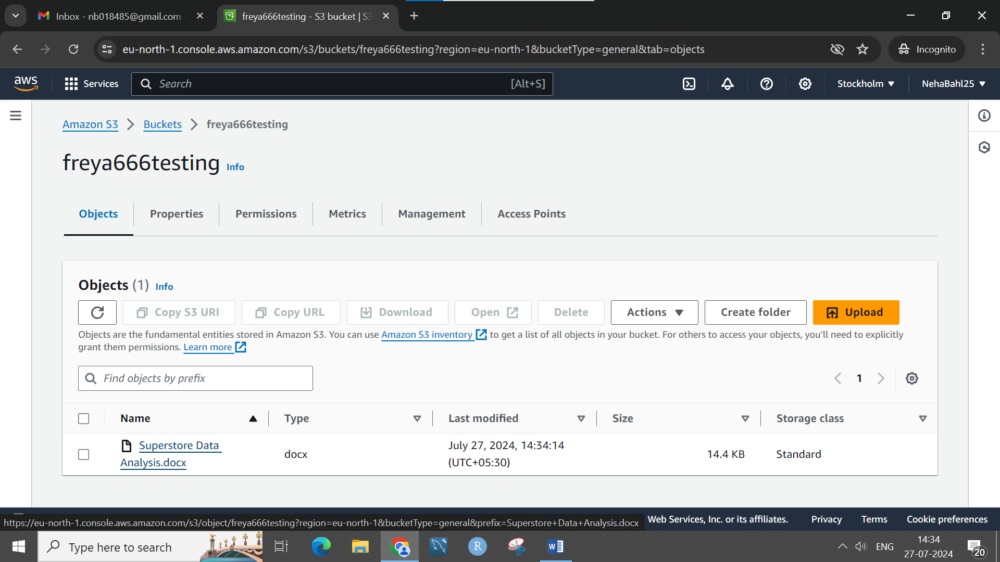 Inbox - nb018485@gmail.com -
freya666testing - S3 bucket | S3
eu-north-1.console.aws.amazon.com/s3/buckets/freya666testing?region=eu-north-1&bucketType=general&tab=objects
Incognito
aws
Services
Search
[Alt+S]
Stockholm
NehaBahl25
Amazon S3
Buckets
freya666testing
freya666testing Info
Objects
Properties
Permissions
Metrics
Management
Access Points
Objects (1) Info
Copy S3 URI
Copy URL
Download
Open
Delete
Actions
Create folder
Upload
Objects are the fundamental entities stored in Amazon S3. You can use Amazon S3 inventory to get a list of all objects in your bucket. For others to access your objects, you’ll need to explicitly
grant them permissions. Learn more
Find objects by prefix
1
Name
Type
Last modified
Size
Storage class
Superstore Data
Analysis.docx
docx
July 27, 2024, 14:34:14
(UTC+05:30)
14.4 KB
Standard
https://eu-north-1.console.aws.amazon.com/s3/object/freya666testing?region=eu-north-1&bucketType=general&prefix=Superstore+Data+Analysis.docx
Web Services, Inc. or its affiliates.
Privacy
Terms
Cookie preferences
Type here to search
R
W
ENG
14:34
27-07-2024
20